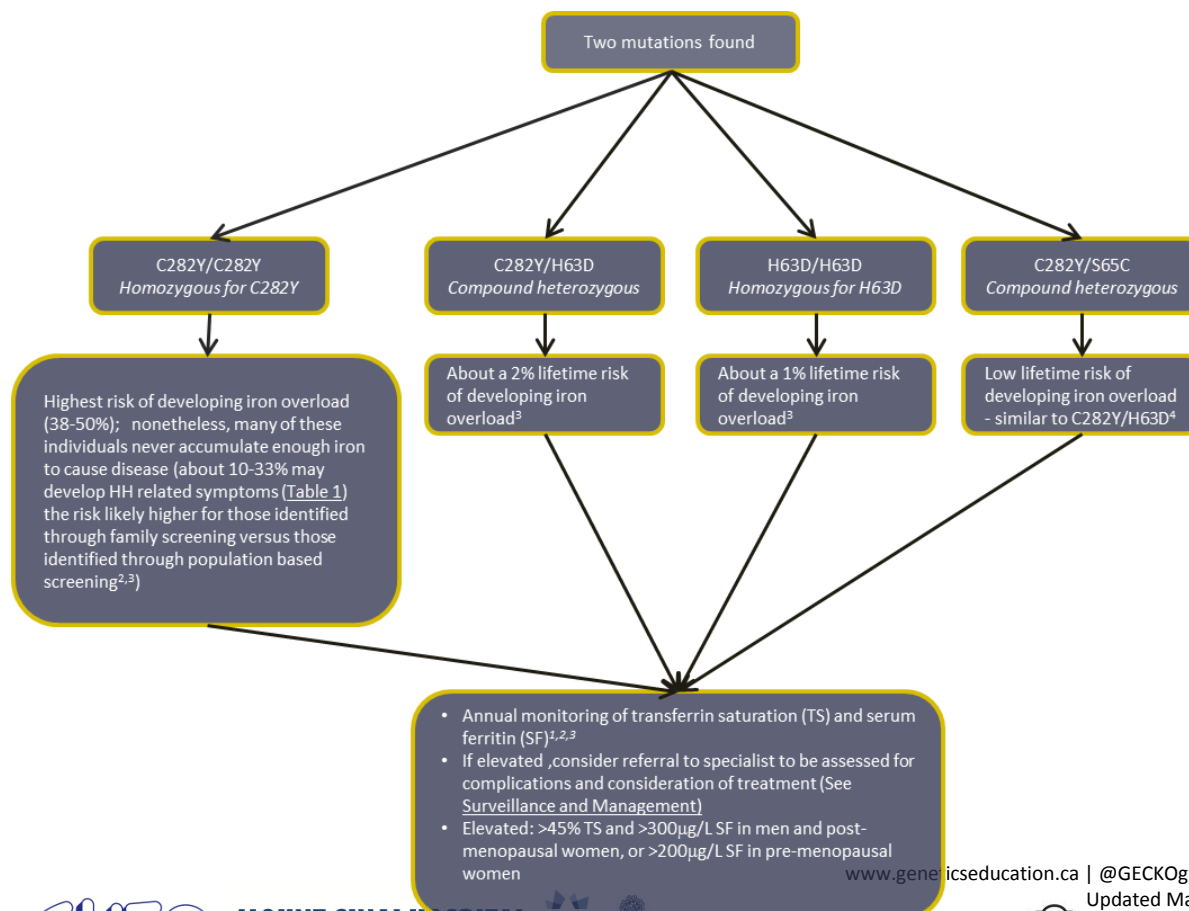 Two mutations found
C282Y/C282Y
Homozygous for C282Y
C282Y/H63D
Compound heterozygous
H63D/H63D
Homozygous for H63D
C282Y/S65C
Compound heterozygous
Highest risk of developing iron overload
(38-50%);  nonetheless, many of these
individuals never accumulate enough iron
to cause disease (about 10-33% may
develop HH related symptoms (Table 1)
the risk likely higher for those identified
through family screening versus those
identified through population based
screening2,3)
About a 2% lifetime risk
of developing iron
overload3
About a 1% lifetime risk
of developing iron
overload3
Low lifetime risk of
developing iron overload
- similar to C282Y/H63D4
• Annual monitoring of transferrin saturation (TS) and serum
ferritin (SF)1,2,3
• If elevated ,consider referral to specialist to be assessed for
complications and consideration of treatment (See
Surveillance and Management)
• Elevated: >45% TS and >300µg/L SF in men and post-
menopausal women, or >200µg/L SF in pre-menopausal
women
www.geneticseducation.ca | @GECKOg
Updated Ma
MOUNT SINAI HOSPITAL